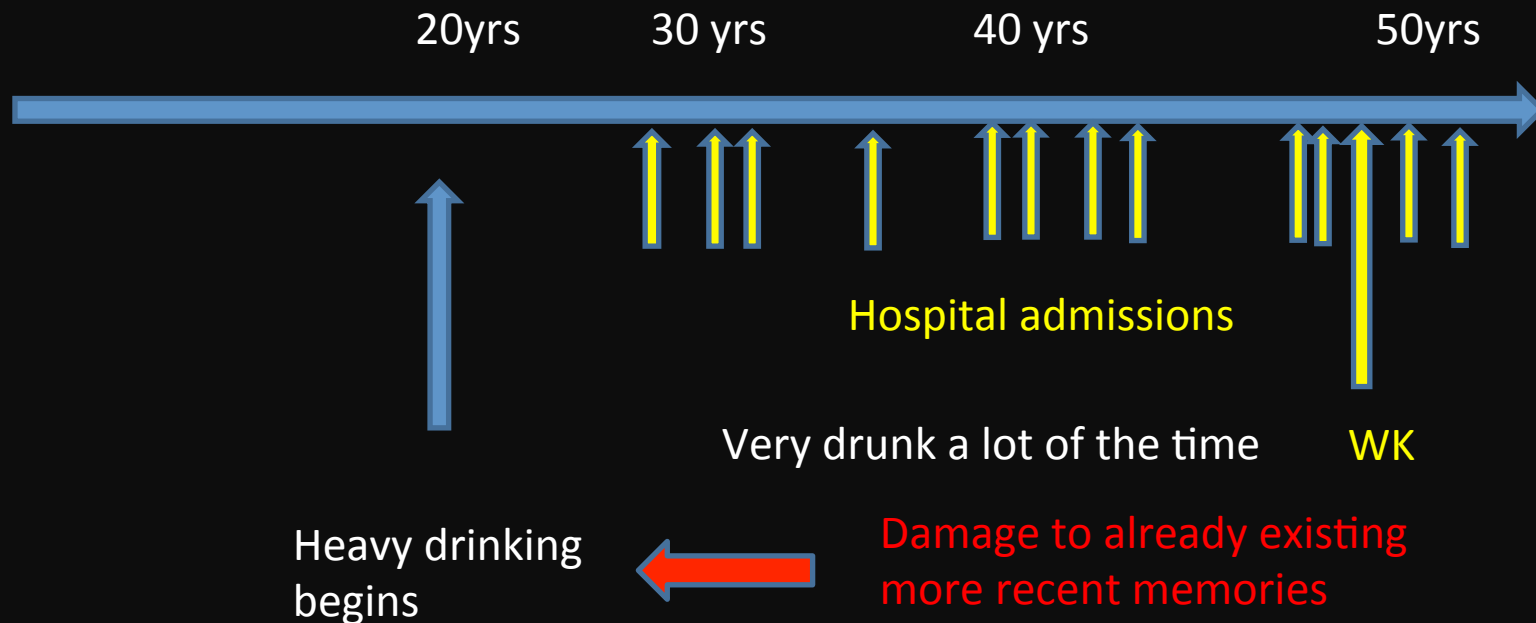 20yrs 30 yrs 40 yrs 50yrs
Hospital admissions
Very drunk a lot of the time WK
Heavy drinking
begins
Damage to already existing
more recent memories